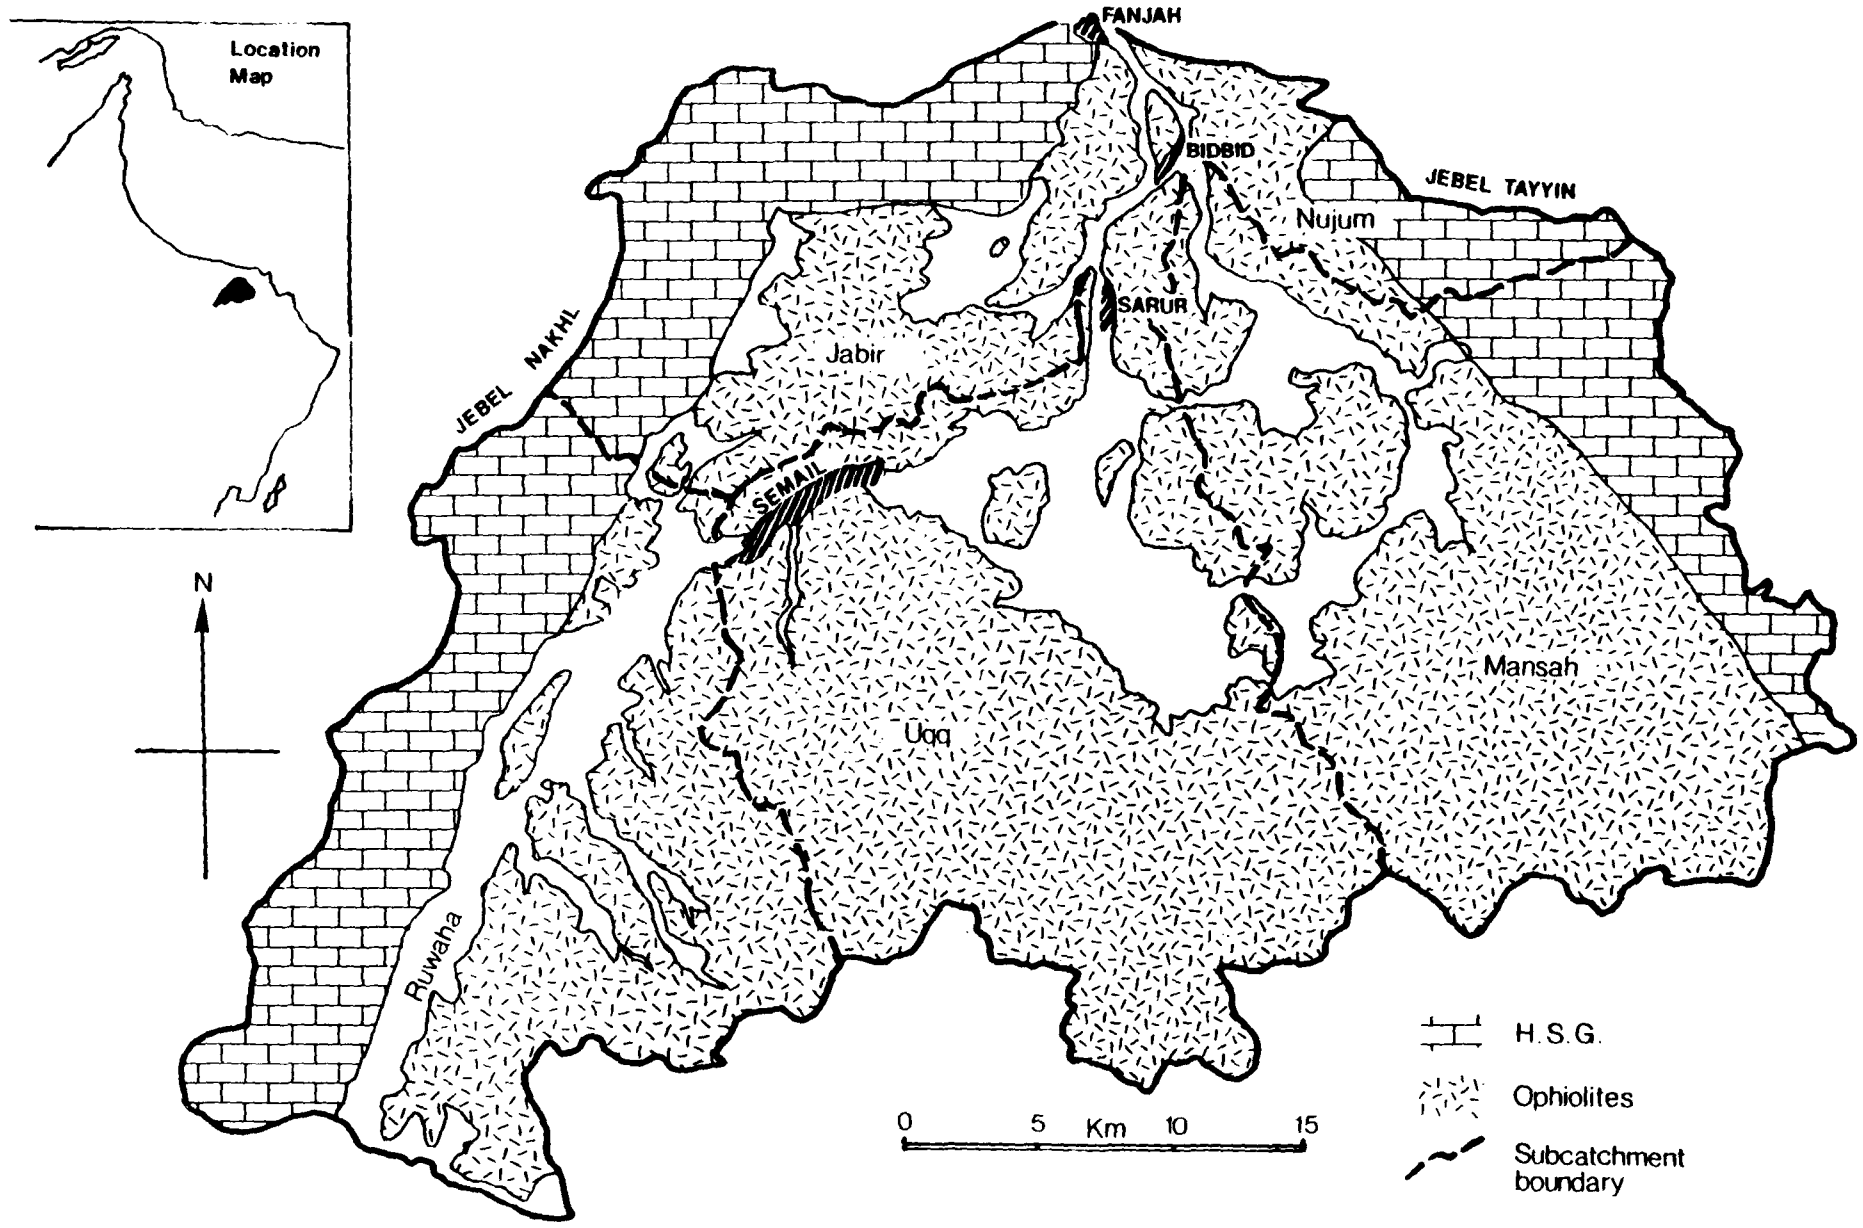 Location
Map
FANJAH
BIDBID
JEBEL TAYYIN
Nujum
SARUR
JEBEL NAKHL
Jabir
SEMAIL
N
Mansah
Uqq
Ruwaha
H.S.G.
Ophiolites
0 5 Km 10 15
Subcatchment
boundary